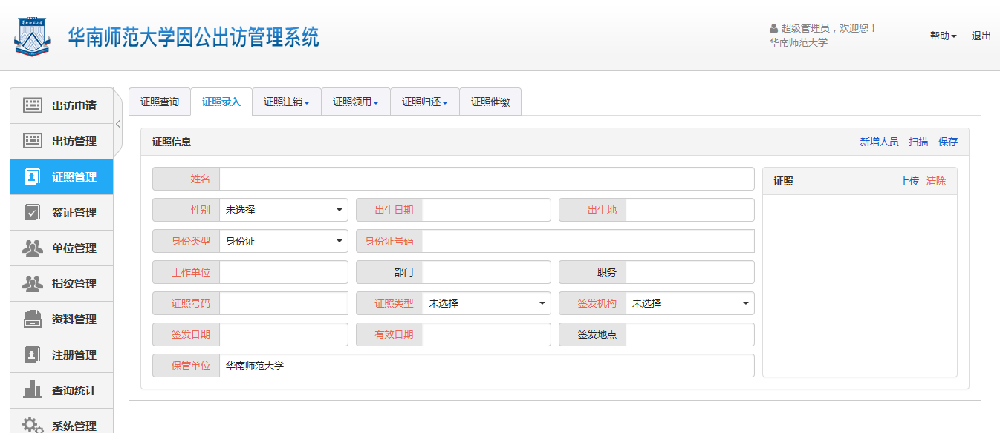 华南师范大学因公出访管理系统
超级管理员，欢迎您！
华南师范大学
帮助
退出
出访申请
出访管理
证照管理
签证管理
单位管理
指纹管理
资料管理
注册管理
查询统计
系统管理
证照查询
证照录入
证照注销
证照领用
证照归还
证照催缴
证照信息
新增人员
扫描
保存
姓名
性别 未选择
出生日期
出生地
身份类型 身份证
身份证号码
工作单位
部门
职务
证照号码
证照类型 未选择
签发机构 未选择
签发日期
有效日期
签发地点
保管单位 华南师范大学
证照
上传
清除